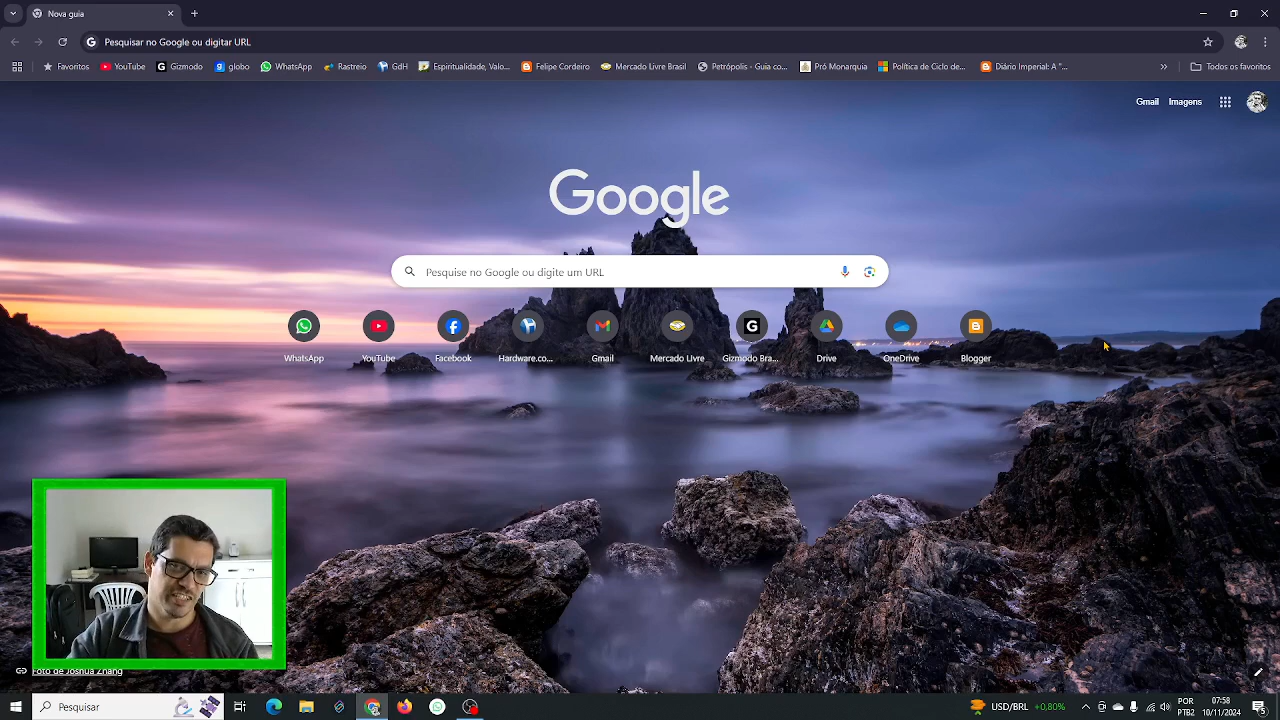 Nova guia
Pesquisar no Google ou digitar URL
Favoritos
YouTube
Gizmodo
globo
WhatsApp
Rastreio
GdH
Espiritualidade, Valo...
Felipe Cordeiro
Mercado Livre Brasil
Petrópolis - Guia co...
Pró Monarquia
Política de Ciclo de...
Diário Imperial: A "...
Todos os favoritos
Gmail
Imagens
Google
Pesquise no Google ou digite um URL
WhatsApp
YouTube
Facebook
Hardware.co...
Gmail
Mercado Livre
Gizmodo Bra...
Drive
OneDrive
Blogger
Foto de Joshua Zhang
Pesquisar
USD/BRL
+0,80%
POR
PTB2
07:58
10/11/2024